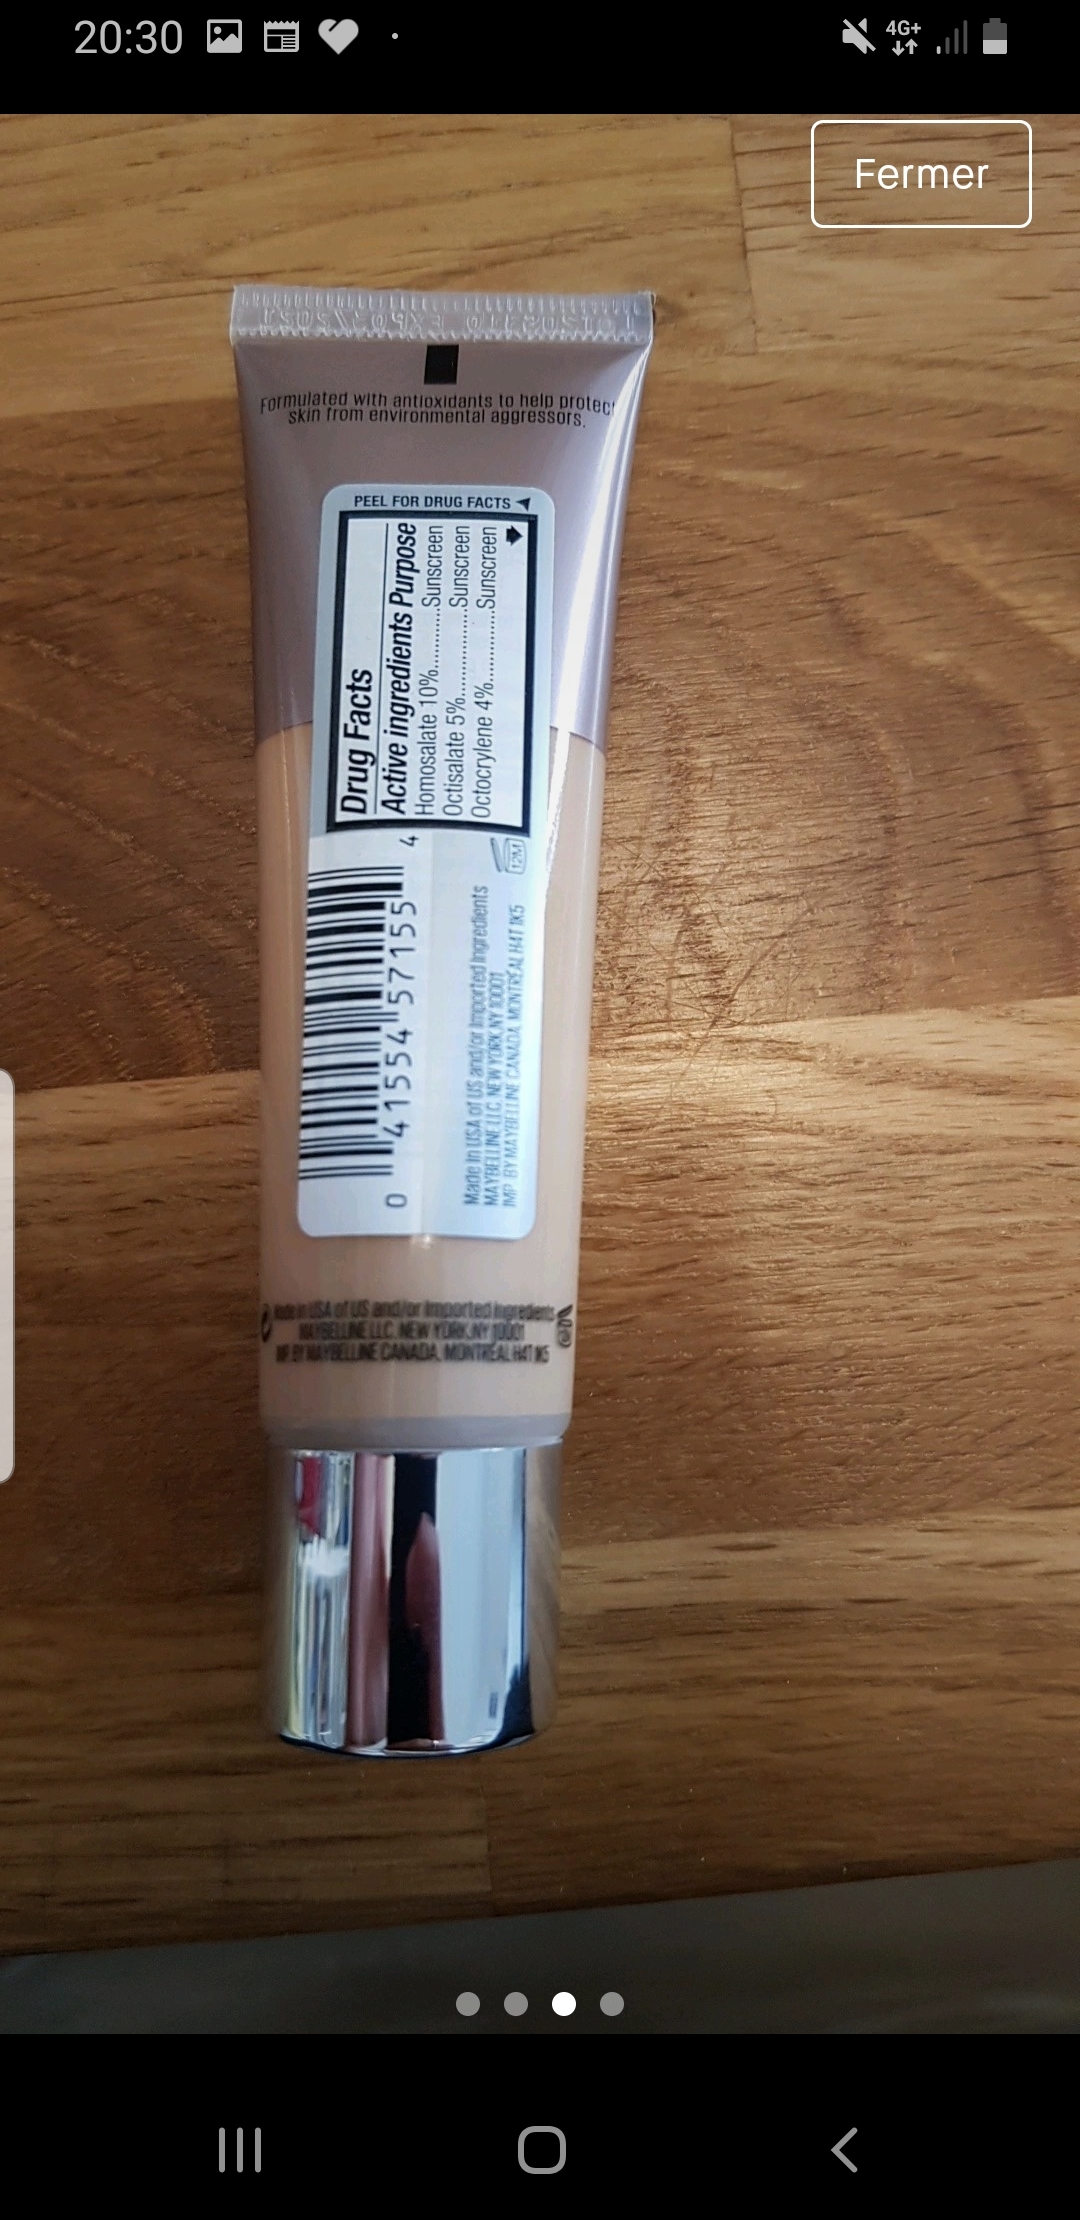 20:30
4G+
Fermer
Formulated with antioxidants to help protect
skin from environmental aggressors.
PEEL FOR DRUG FACTS
Drug Facts
Active ingredients Purpose
Homosalate 10%............Sunscreen
Octisalate 5%................Sunscreen
Octocrylene 4%.............Sunscreen
0 41554 57155 4
12M
Made in USA of US and/or Imported Ingredients
MAYBELLINE LLC, NEW YORK, NY 10001
IMP. BY MAYBELLINE CANADA, MONTRÉAL H4T 1K5
Made in USA of US and/or Imported Ingredients
MAYBELLINE LLC, NEW YORK, NY 10001
IMP. BY MAYBELLINE CANADA, MONTRÉAL H4T 1K5